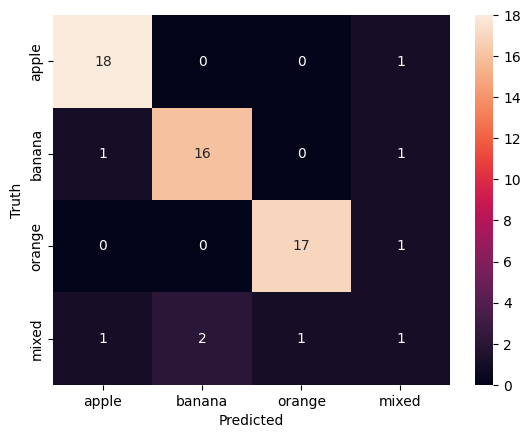 18
apple
18 0 0 1
16
14
banana
1 16 0 1
12
10
Truth
8
orange
0 0 17 1
6
4
mixed
1 2 1 1
2
0
apple banana orange mixed
Predicted